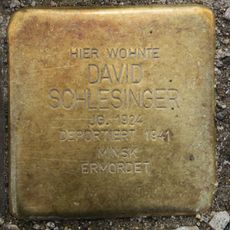 HIER WOHNTE
DAVID
SCHLESINGER
JG. 1924
DEPORTIERT 1941
MINSK
ERMORDET